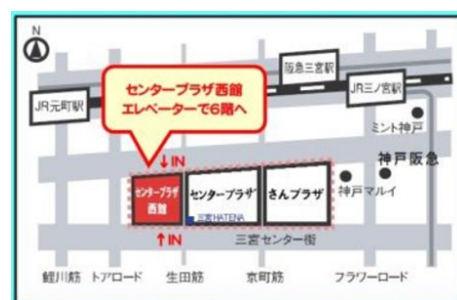 N
阪急三宮駅
センタープラザ西館
エレベーターで6階へ
JR元町駅
JR三ノ宮駅
ミント神戸
神戸阪急
↓IN
センタープラザ
西館
センタープラザ
さんプラザ
神戸マルイ
三宮HATENA
↑IN
三宮センター街
鯉川筋
トアロード
生田筋
京町筋
フラワーロード